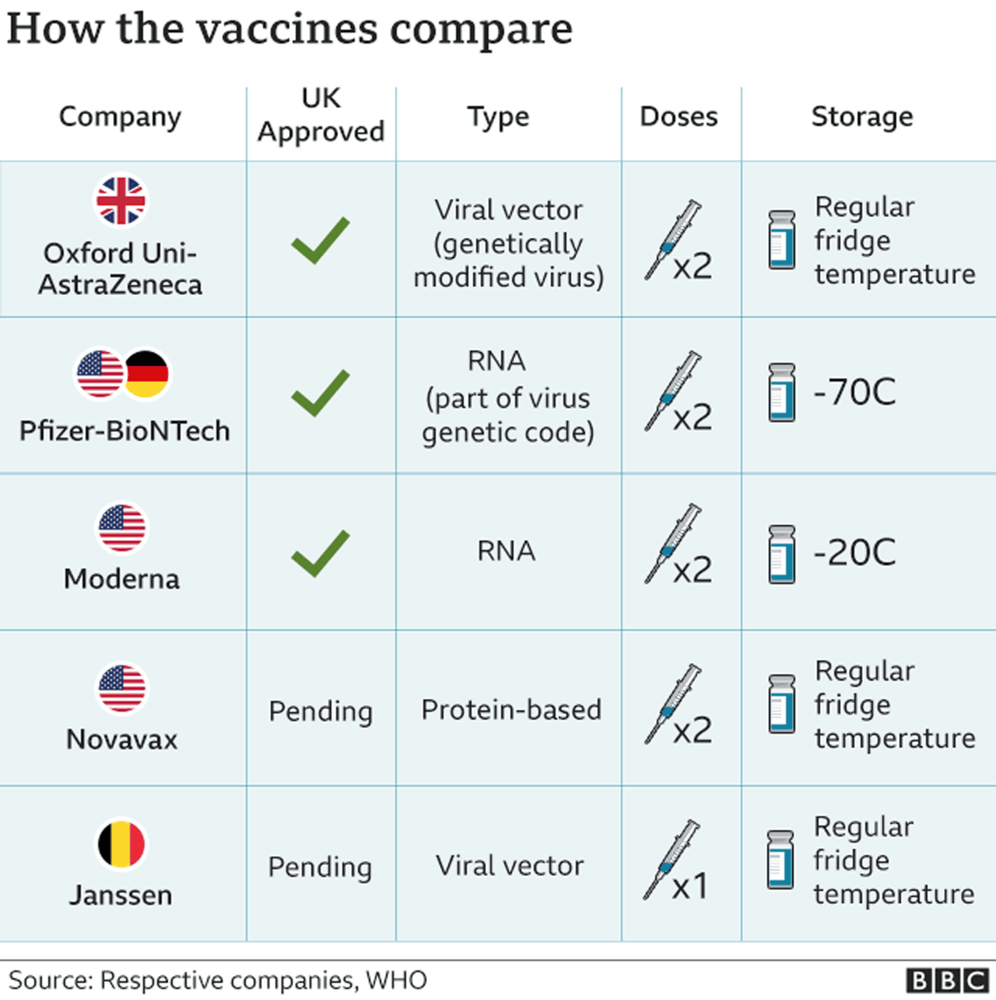 How the vaccines compare
Company
UK
Approved
Type
Doses
Storage
Oxford Uni-
AstraZeneca
Viral vector
(genetically
modified virus)
x2
Regular
fridge
temperature
Pfizer-BioNTech
RNA
(part of virus
genetic code)
x2
-70C
Moderna
RNA
x2
-20C
Novavax
Pending
Protein-based
x2
Regular
fridge
temperature
Janssen
Pending
Viral vector
x1
Regular
fridge
temperature
Source: Respective companies, WHO
BBC